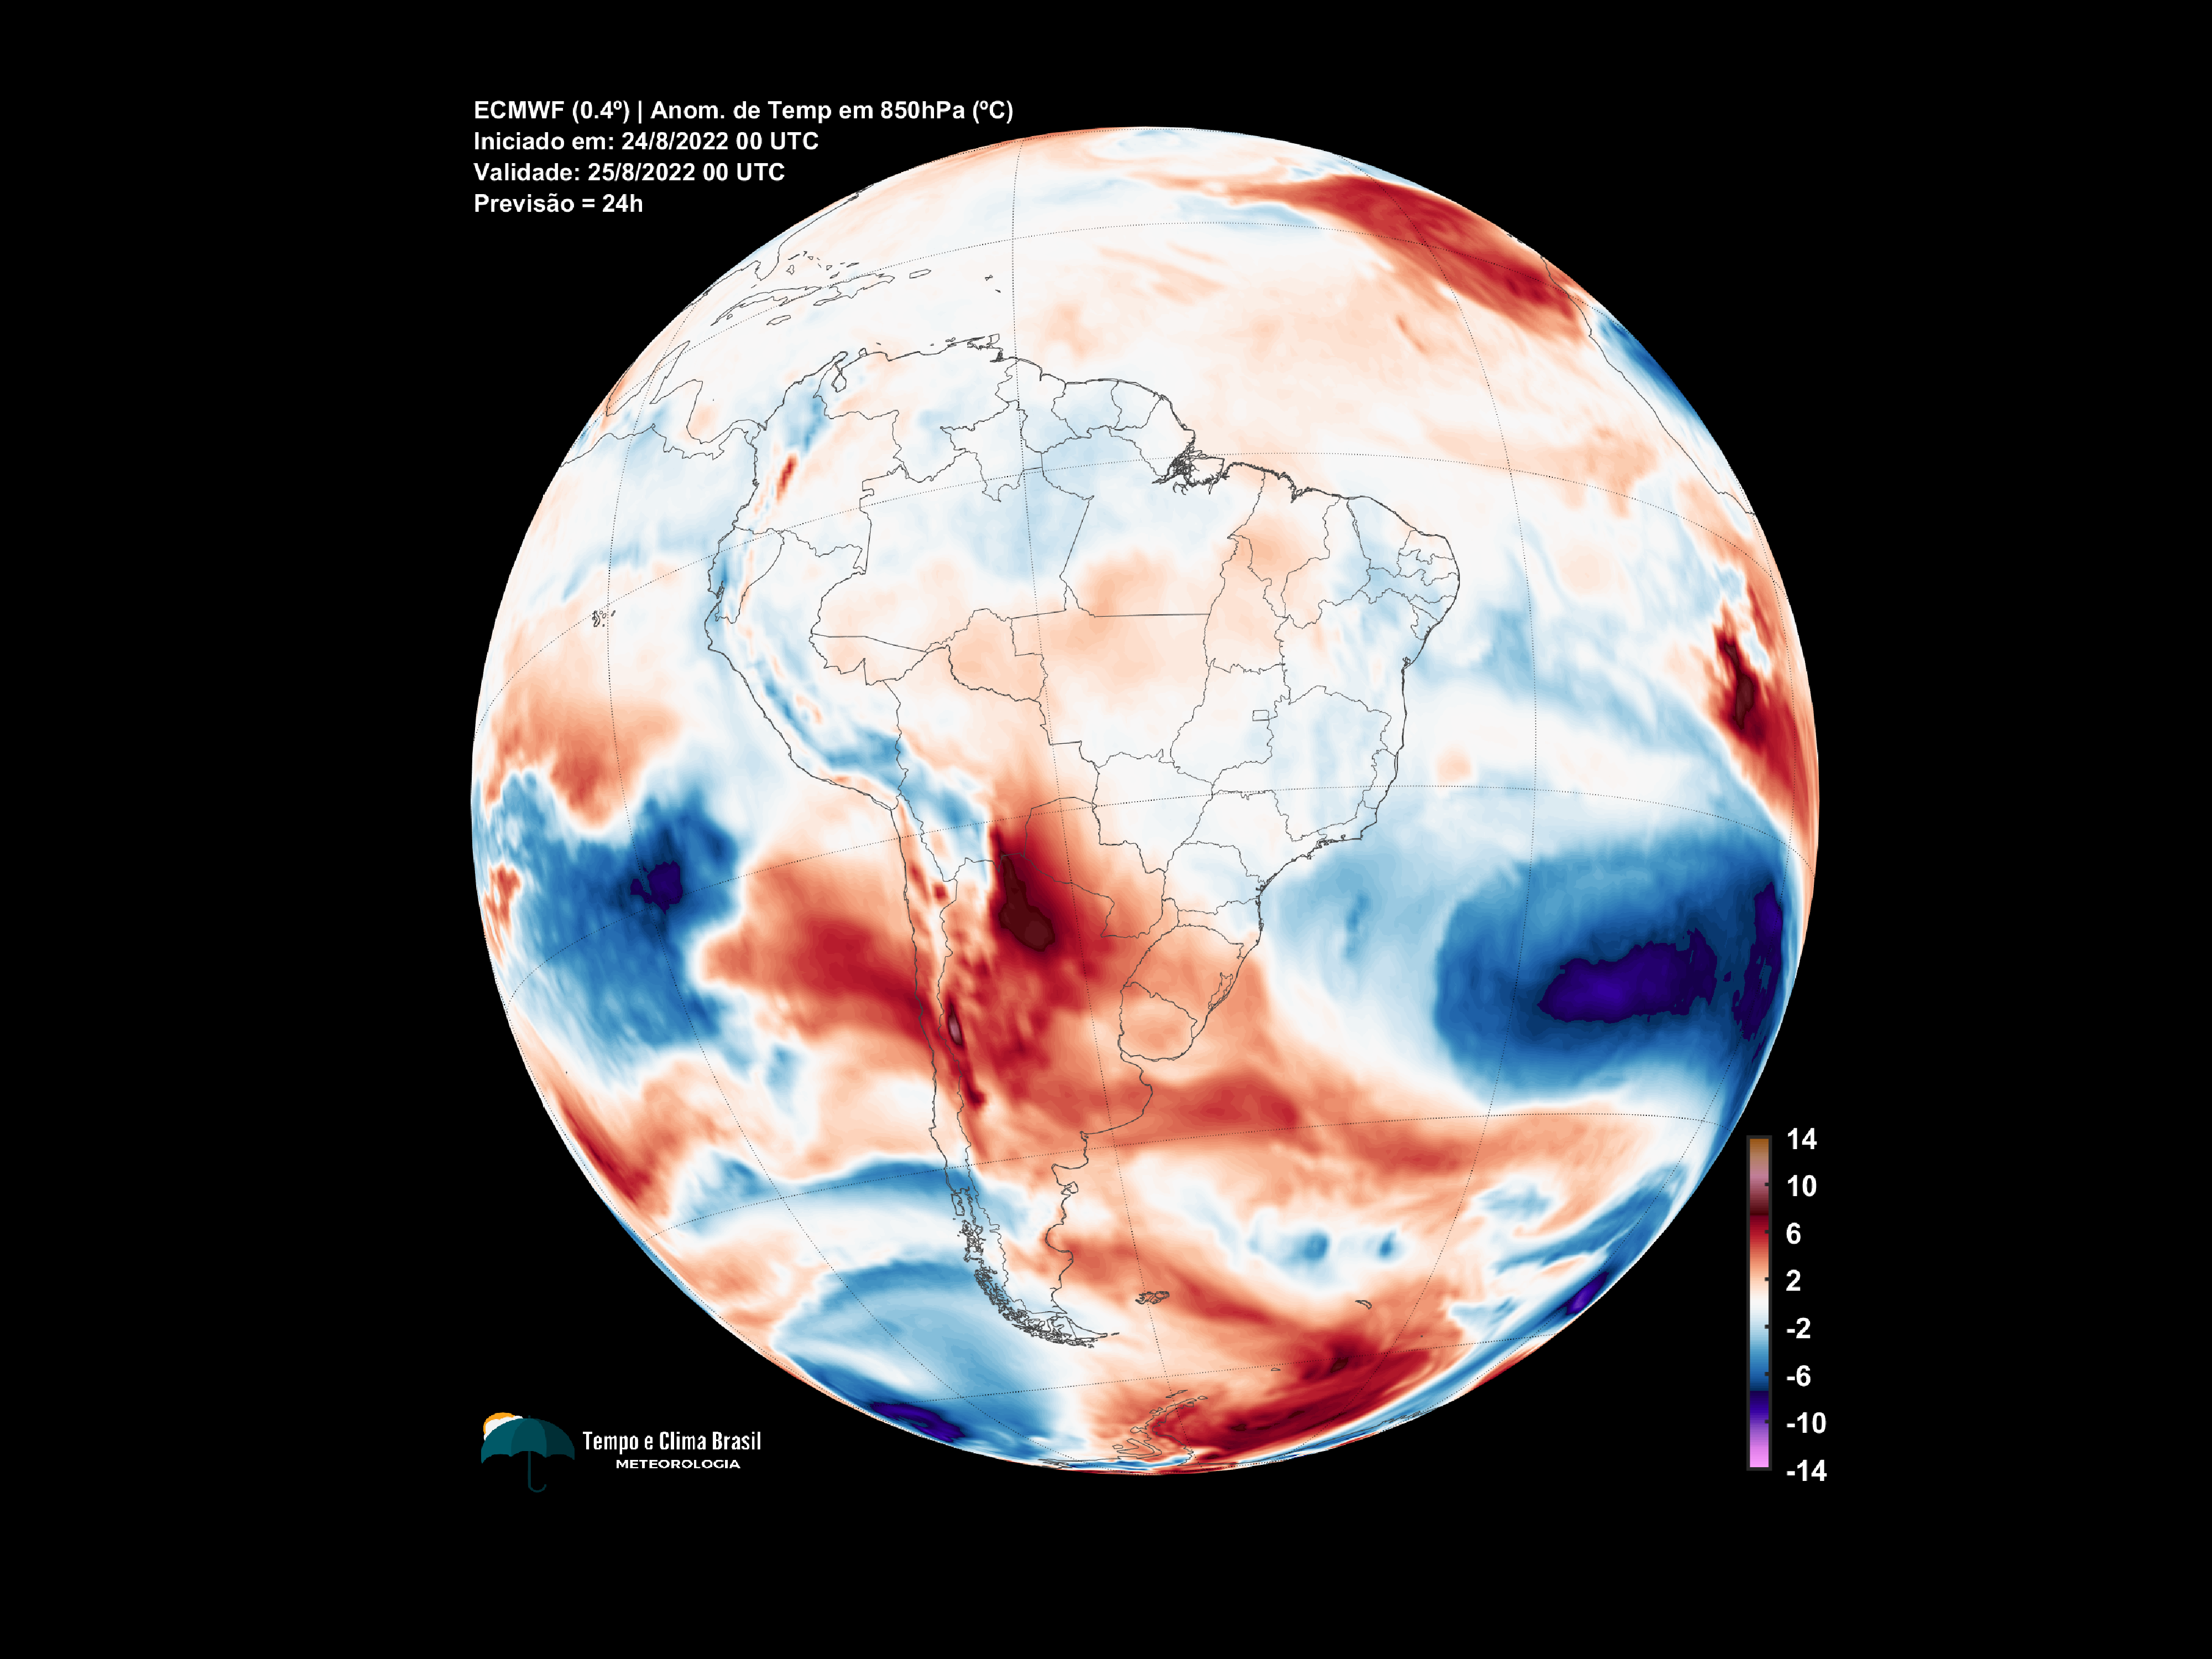 ECMWF (0.4º) | Anom. de Temp em 850hPa (ºC)
Iniciado em: 24/8/2022 00 UTC
Validade: 25/8/2022 00 UTC
Previsão = 24h
14
10
6
2
-2
-6
-10
-14
Tempo e Clima Brasil
METEOROLOGIA